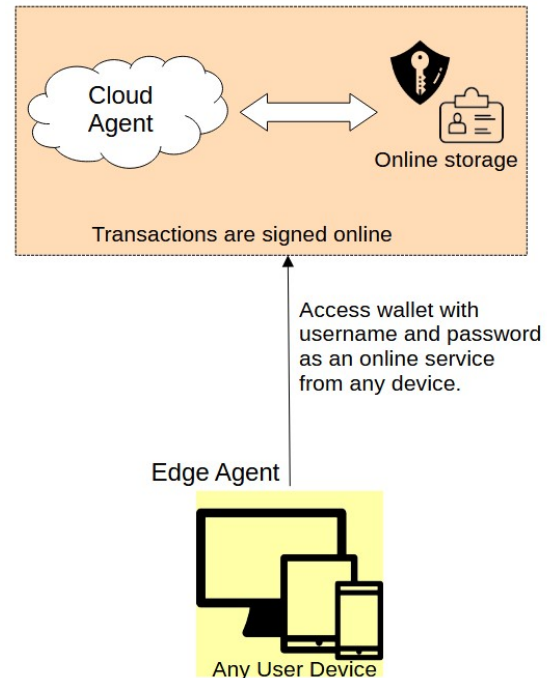 Cloud
Agent
Online storage
Transactions are signed online
Access wallet with
username and password
as an online service
from any device.
Edge Agent
Any User Device